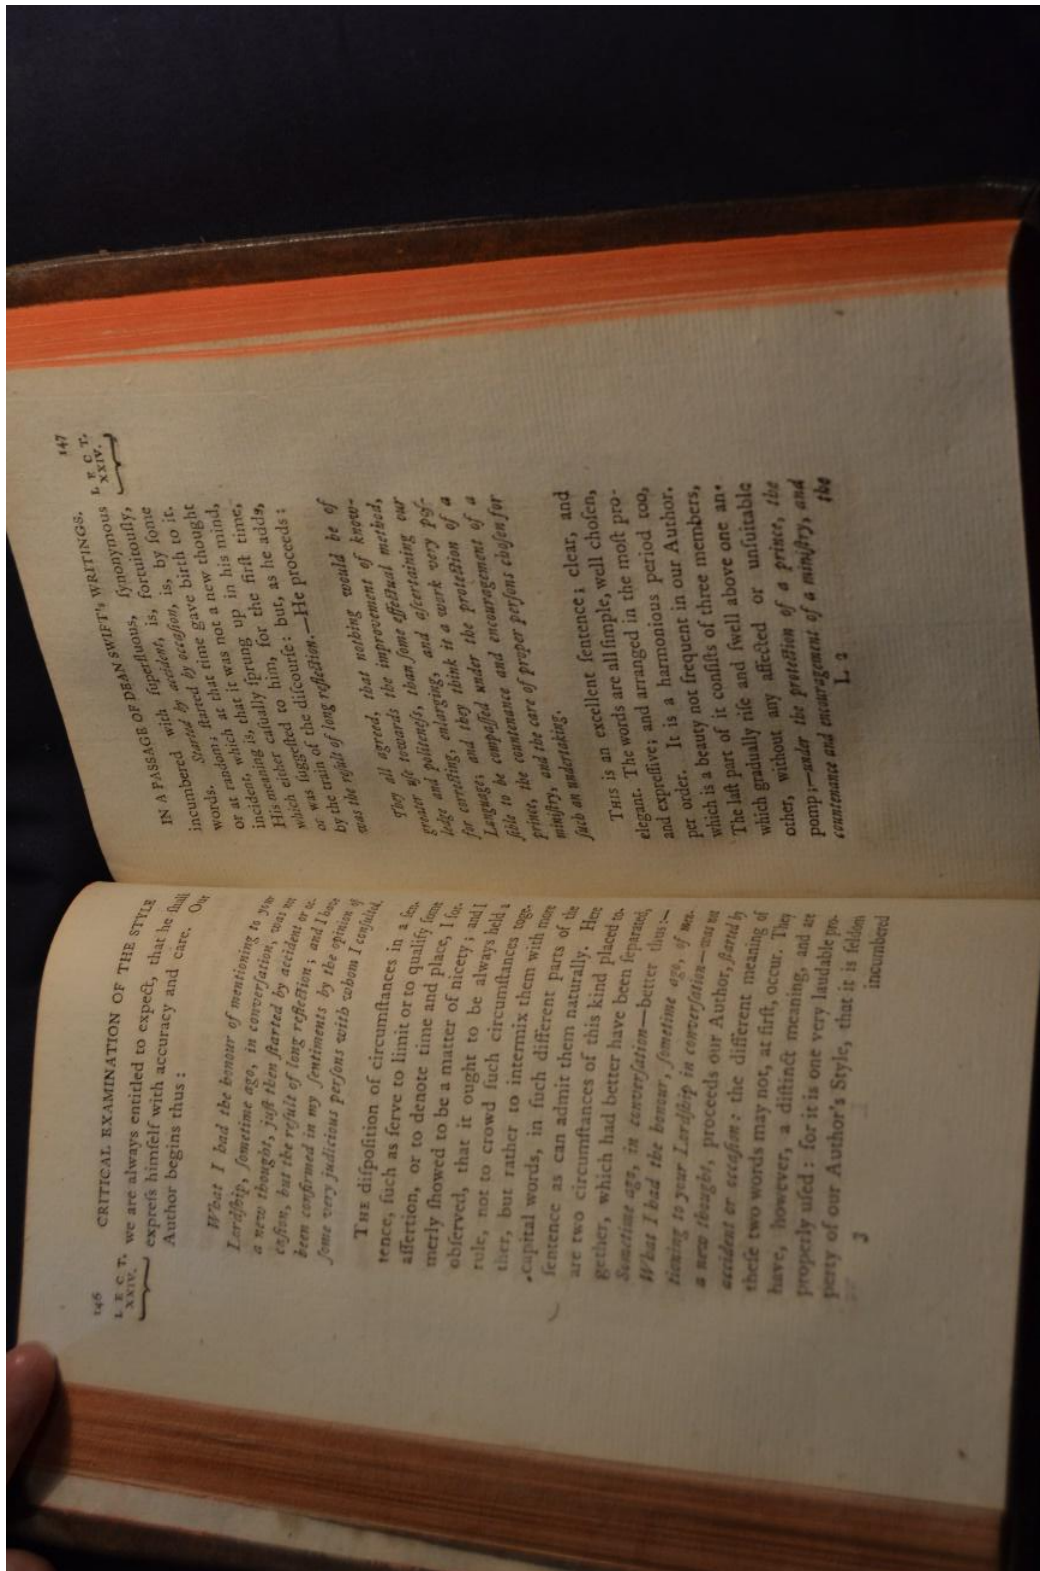 146 CRITICAL EXAMINATION OF THE STYLE
LECT.
XXIV.
we are always entitled to expect, that he ſhall
expreſs himſelf with accuracy and care. Our
Author begins thus:
What I had the honour of mentioning to your
Lordſhip, ſometime ago, in converſation, was not
a new thought, juſt then ſtarted by accident or oc-
caſion, but the reſult of long reflection; and I have
been confirmed in my ſentiments by the opinion of
ſome very judicious perſons with whom I conſulted.
THE diſpoſition of circumſtances in a ſen-
tence, ſuch as ſerve to limit or to qualify ſome
aſſertion, or to denote time and place, I for-
merly ſhowed to be a matter of nicety; and I
obſerved, that it ought to be always held a
rule, not to crowd ſuch circumſtances toge-
ther, but rather to intermix them with more
capital words, in ſuch different parts of the
ſentence as can admit them naturally. Here
are two circumſtances of this kind placed to-
gether, which had better have been ſeparated,
Sometime ago, in converſation—better thus:—
What I had the honour, ſometime ago, of men-
tioning to your Lordſhip in converſation—was not
a new thought, proceeds our Author, ſtarted by
accident or occaſion: the different meaning of
theſe two words may not, at firſt, occur. They
have, however, a diſtinct meaning, and are
properly uſed: for it is one very laudable pro-
perty of our Author's Style, that it is ſeldom
3 incumbered
IN A PASSAGE OF DEAN SWIFT's WRITINGS. 147
LECT.
XXIV.
incumbered with ſuperfluous, ſynonymous
words. Started by accident, is, fortuitouſly,
or at random; ſtarted by occaſion, is, by ſome
incident, which at that time gave birth to it.
His meaning is, that it was not a new thought
which either caſually ſprung up in his mind,
or was ſuggeſted to him, for the firſt time,
by the train of the diſcourſe: but, as he adds,
was the reſult of long reflection.—He proceeds:
They all agreed, that nothing would be of
greater uſe towards the improvement of know-
ledge and politeneſs, than ſome effectual method,
for correcting, enlarging, and aſcertaining our
Language; and they think it a work very poſ-
ſible to be compaſſed under the protection of a
prince, the countenance and encouragement of a
miniſtry, and the care of proper perſons choſen for
ſuch an undertaking.
THIS is an excellent ſentence; clear, and
elegant. The words are all ſimple, well choſen,
and expreſſive; and arranged in the moſt pro-
per order. It is a harmonious period too,
which is a beauty not frequent in our Author.
The laſt part of it conſiſts of three members,
which gradually riſe and ſwell above one an-
other, without any affected or unſuitable
pomp;—under the protection of a prince, the
countenance and encouragement of a miniſtry, and
L 2 the